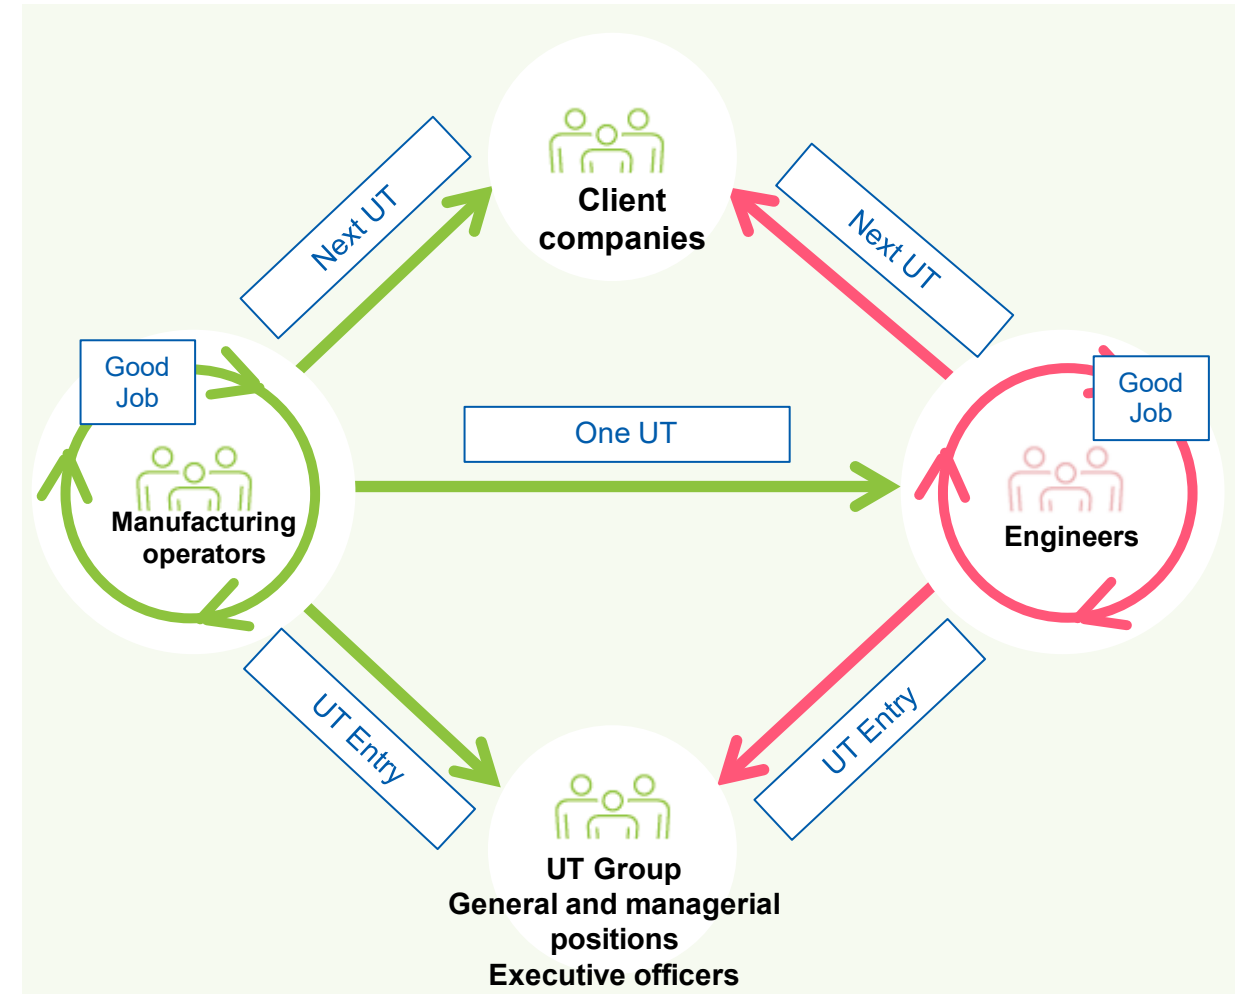 Client
companies
Next UT
Next UT
Good
Job
Good
Job
One UT
Manufacturing
operators
Engineers
UT Entry
UT Entry
UT Group
General and managerial
positions
Executive officers